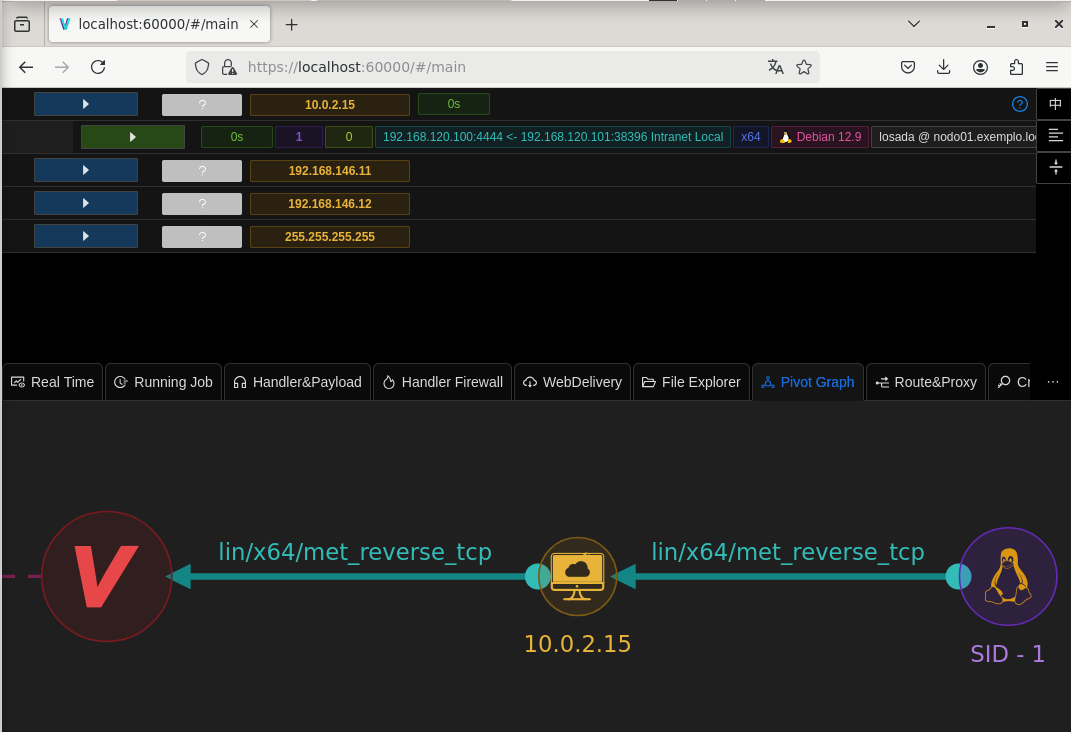 localhost:60000/#/main
https://localhost:60000/#/main
? 10.0.2.15 0s ? 中
0s 1 0 192.168.120.100:4444 <- 192.168.120.101:38396 Intranet Local x64 Debian 12.9 losada @ nodo01.exemplo.lo
? 192.168.146.11
? 192.168.146.12
? 255.255.255.255
Real Time Running Job Handler&Payload Handler Firewall WebDelivery File Explorer Pivot Graph Route&Proxy Cr ...
lin/x64/met_reverse_tcp lin/x64/met_reverse_tcp
V
10.0.2.15
SID - 1